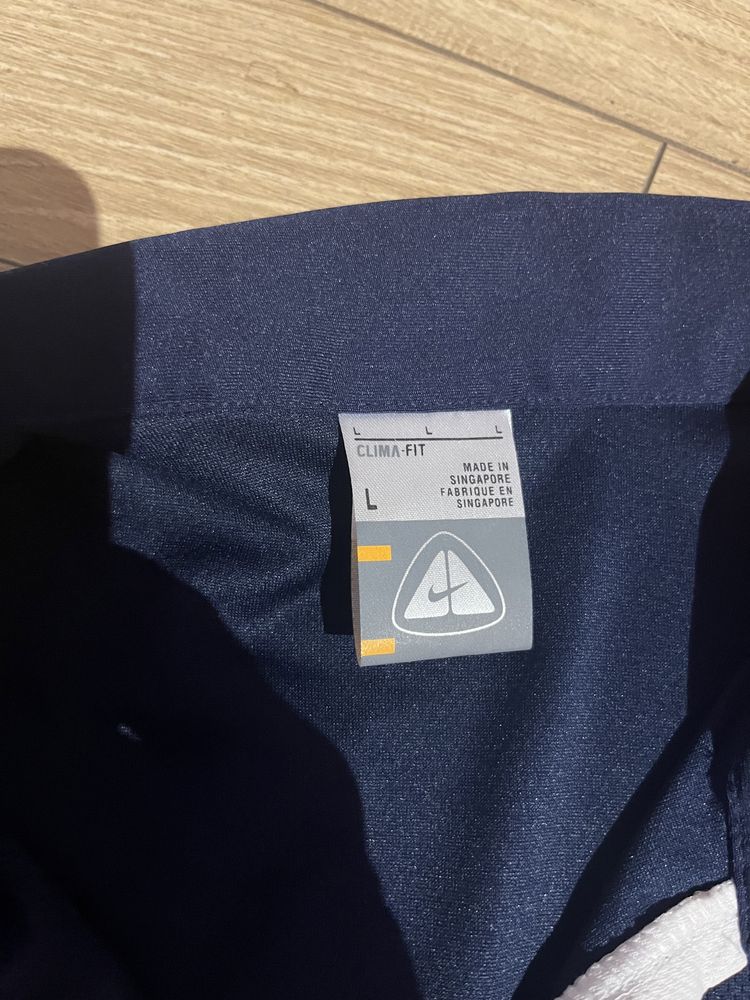 L L L
CLIMA-FIT
MADE IN
SINGAPORE
FABRIQUE EN
SINGAPORE
L